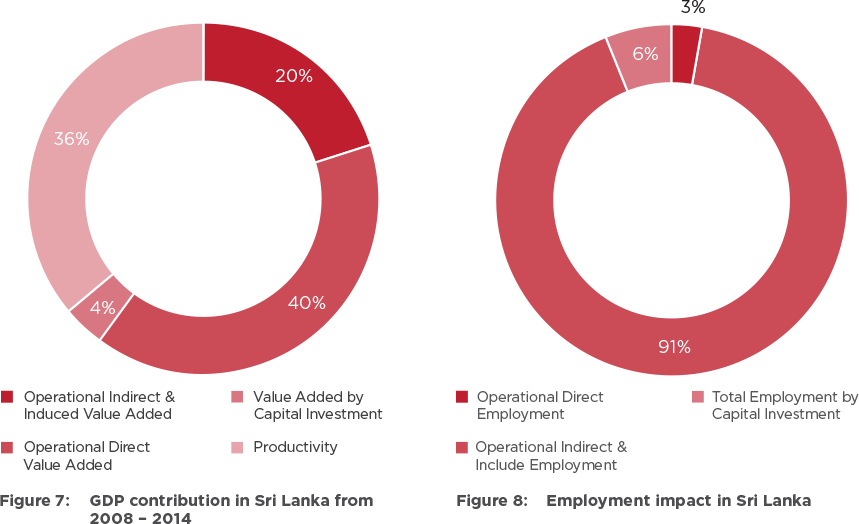 20%
36%
40%
4%
Operational Indirect &
Induced Value Added
Value Added by
Capital Investment
Operational Direct
Value Added
Productivity
Figure 7: GDP contribution in Sri Lanka from
2008 – 2014
3%
6%
91%
Operational Direct
Employment
Total Employment by
Capital Investment
Operational Indirect &
Include Employment
Figure 8: Employment impact in Sri Lanka